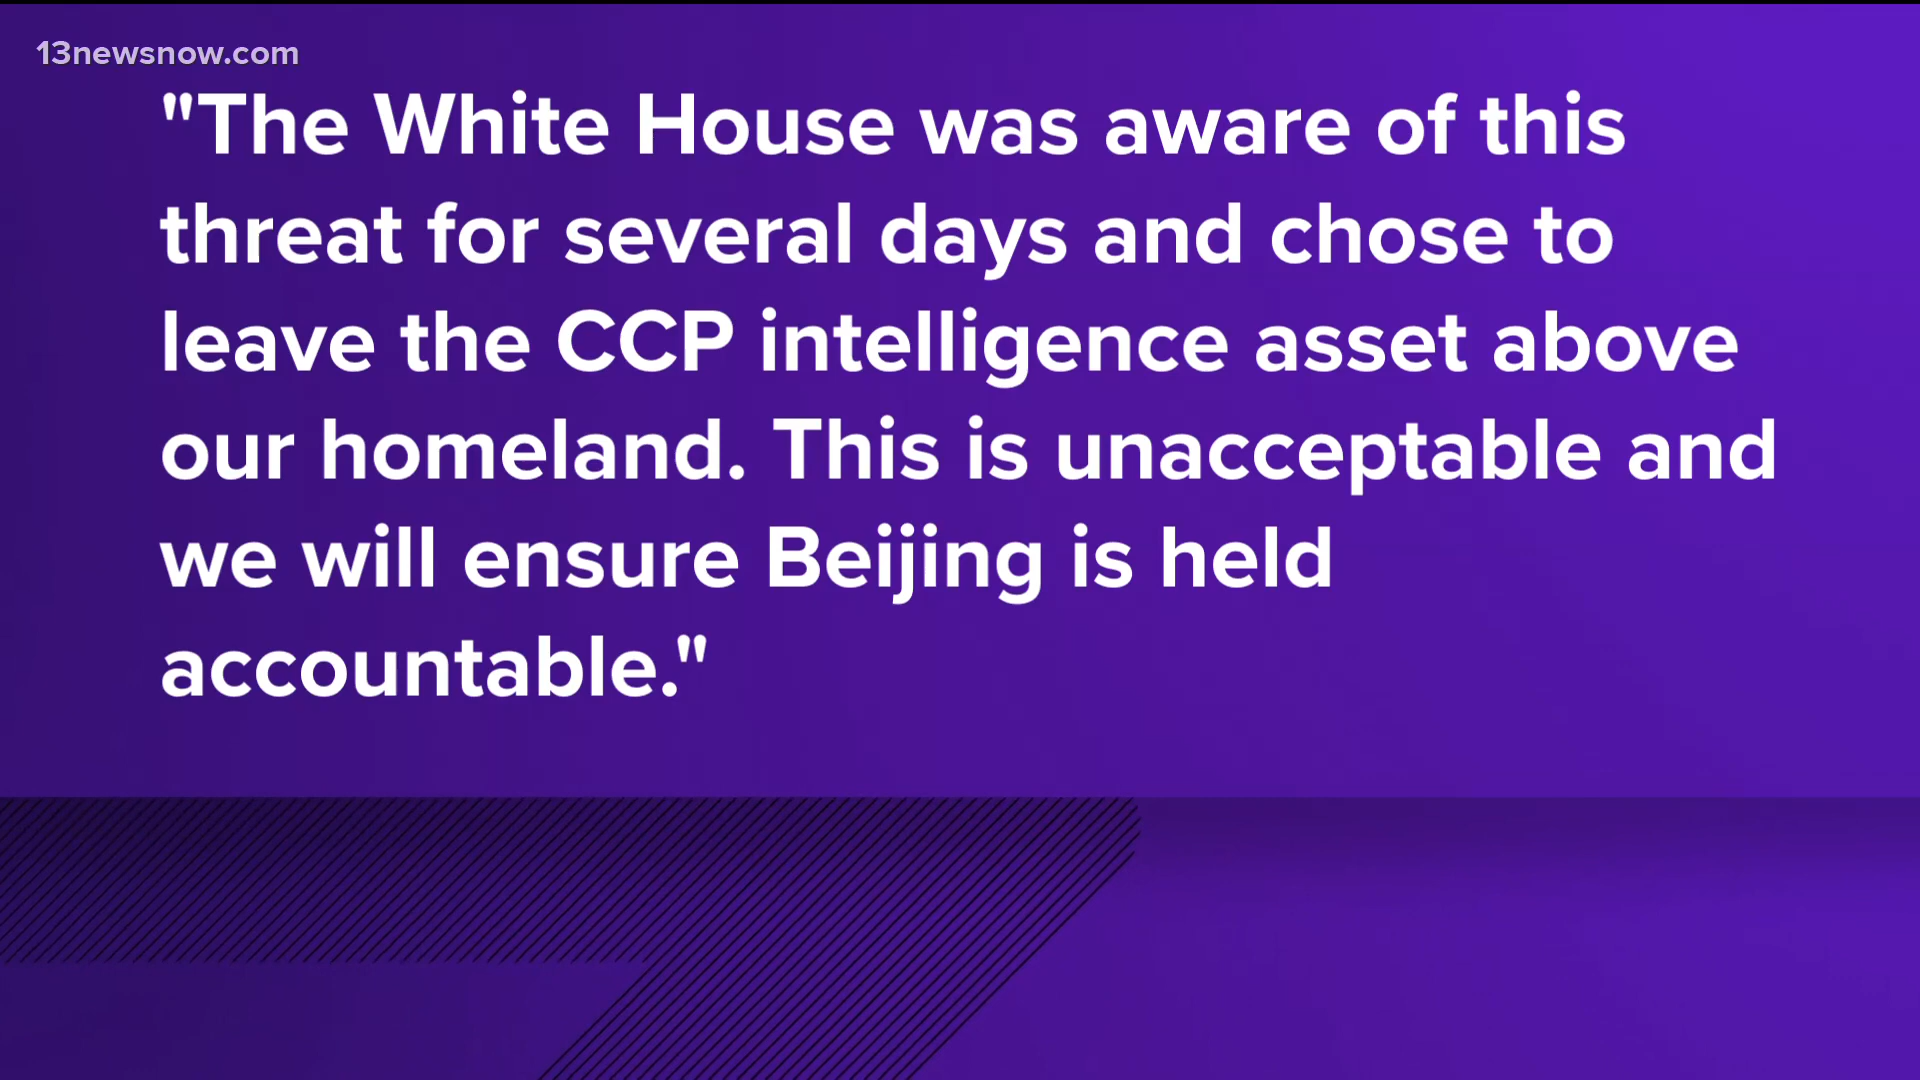 13newsnow.com
"The White House was aware of this
threat for several days and chose to
leave the CCP intelligence asset above
our homeland. This is unacceptable and
we will ensure Beijing is held
accountable."